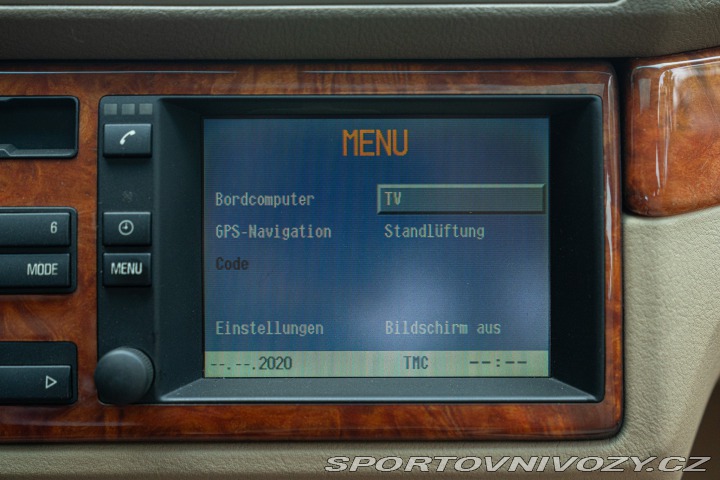 MENU
Bordcomputer TV
GPS-Navigation Standlüftung
Code
Einstellungen Bildschirm aus
--.--.2020 TMC --:--
6
MODE
MENU
SPORTOVNIVOZY.CZ